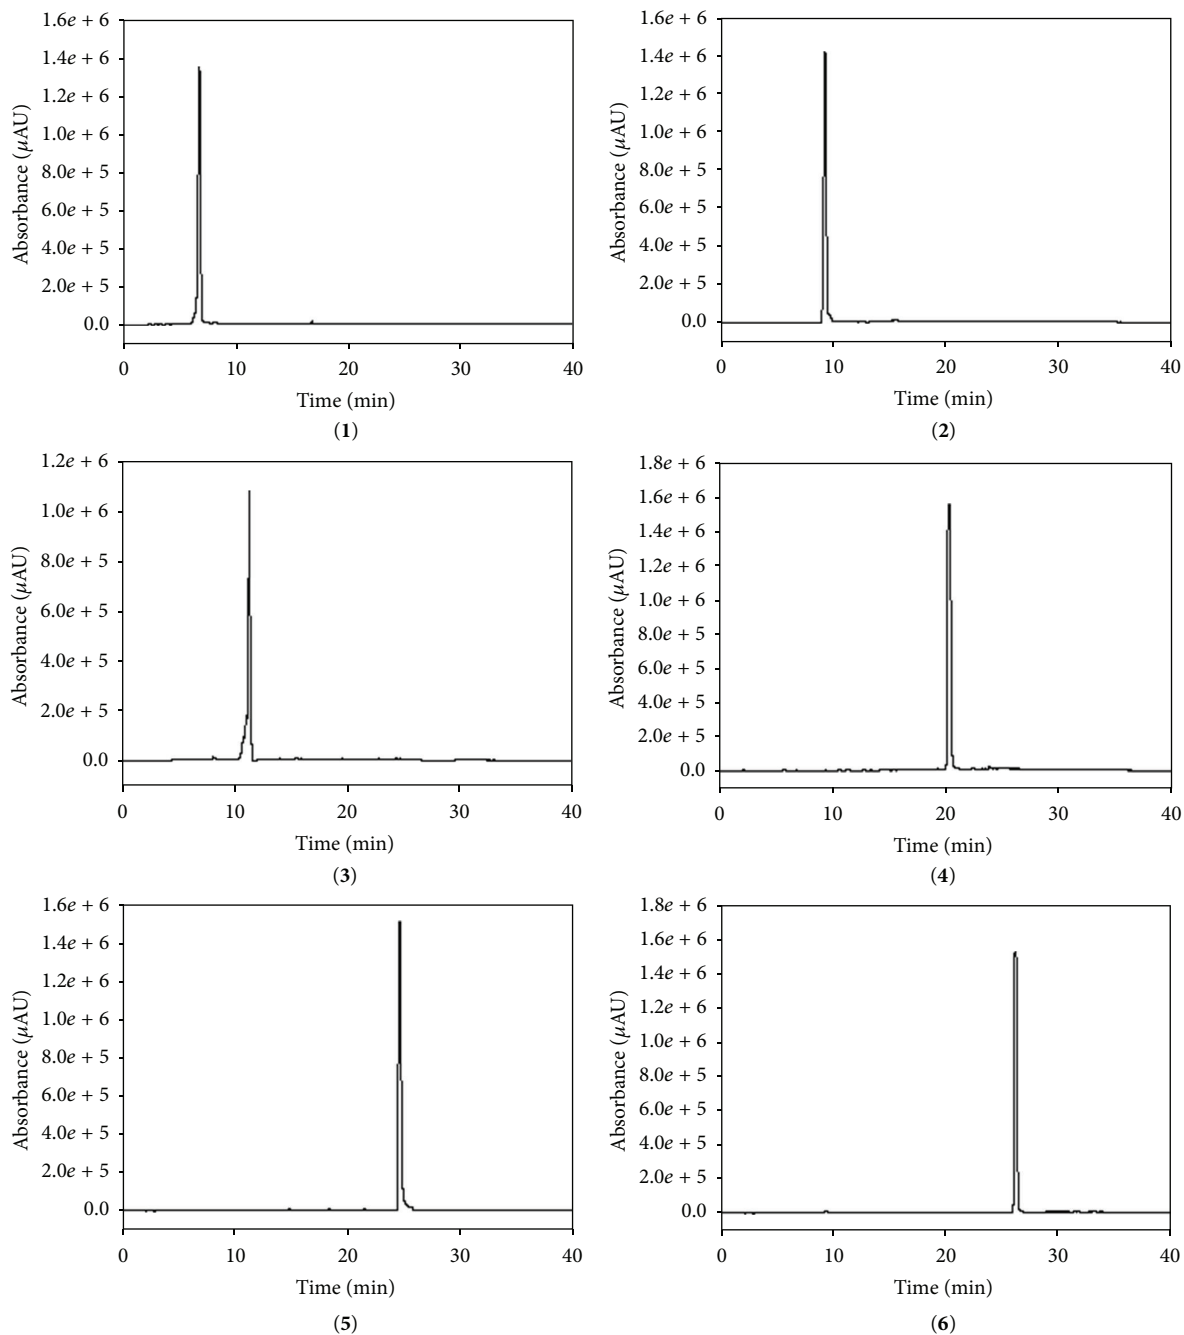 1.6e + 6
1.4e + 6
1.2e + 6
1.0e + 6
8.0e + 5
6.0e + 5
4.0e + 5
2.0e + 5
0.0
Absorbance (μAU)
0 10 20 30 40
Time (min)
(1)
1.6e + 6
1.4e + 6
1.2e + 6
1.0e + 6
8.0e + 5
6.0e + 5
4.0e + 5
2.0e + 5
0.0
Absorbance (μAU)
0 10 20 30 40
Time (min)
(2)
1.2e + 6
1.0e + 6
8.0e + 5
6.0e + 5
4.0e + 5
2.0e + 5
0.0
Absorbance (μAU)
0 10 20 30 40
Time (min)
(3)
1.8e + 6
1.6e + 6
1.4e + 6
1.2e + 6
1.0e + 6
8.0e + 5
6.0e + 5
4.0e + 5
2.0e + 5
0.0
Absorbance (μAU)
0 10 20 30 40
Time (min)
(4)
1.6e + 6
1.4e + 6
1.2e + 6
1.0e + 6
8.0e + 5
6.0e + 5
4.0e + 5
2.0e + 5
0.0
Absorbance (μAU)
0 10 20 30 40
Time (min)
(5)
1.8e + 6
1.6e + 6
1.4e + 6
1.2e + 6
1.0e + 6
8.0e + 5
6.0e + 5
4.0e + 5
2.0e + 5
0.0
Absorbance (μAU)
0 10 20 30 40
Time (min)
(6)